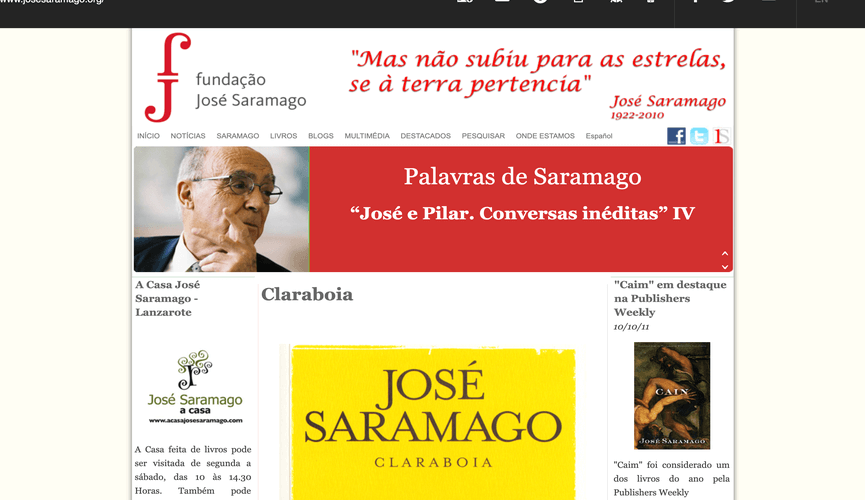 www.josesaramago.org/
EN
fundação
José Saramago
"Mas não subiu para as estrelas,
se à terra pertencia"
José Saramago
1922-2010
INÍCIO NOTÍCIAS SARAMAGO LIVROS BLOGS MULTIMÉDIA DESTACADOS PESQUISAR ONDE ESTAMOS Español
Palavras de Saramago
“José e Pilar. Conversas inéditas” IV
A Casa José
Saramago -
Lanzarote
José Saramago
a casa
www.acasajosesaramago.com
A Casa feita de livros pode
ser visitada de segunda a
sábado, das 10 às 14.30
Horas. Também pode
Claraboia
JOSÉ
SARAMAGO
CLARABOIA
"Caim" em destaque
na Publishers
Weekly
10/10/11
CAIN
JOSÉ SARAMAGO
"Caim" foi considerado um
dos livros do ano pela
Publishers Weekly